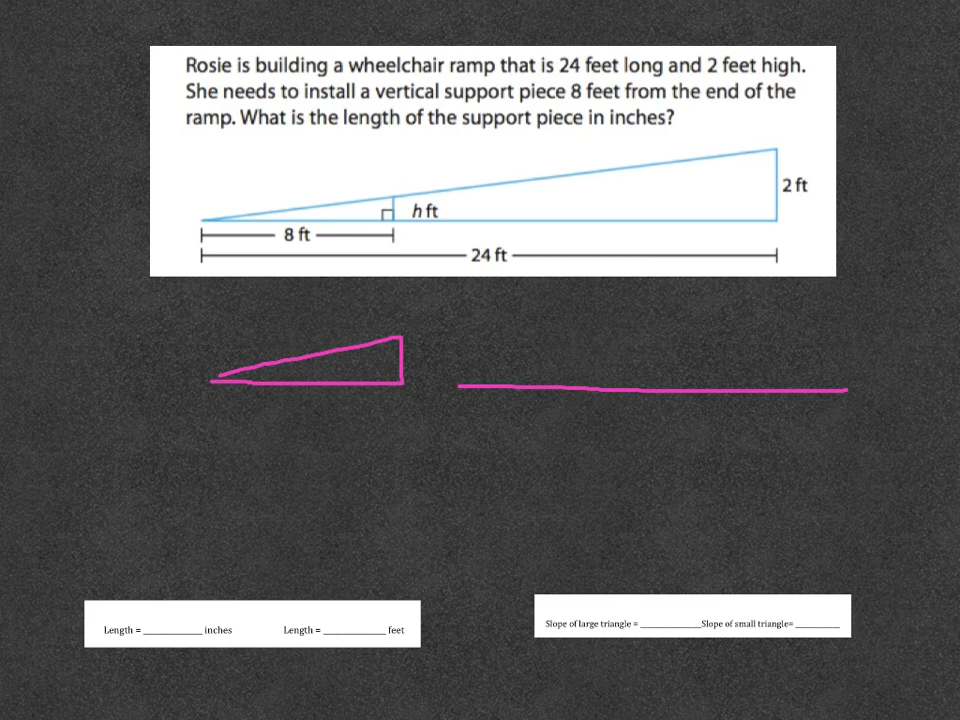 Rosie is building a wheelchair ramp that is 24 feet long and 2 feet high.
She needs to install a vertical support piece 8 feet from the end of the
ramp. What is the length of the support piece in inches?
2 ft
h ft
8 ft
24 ft
Length = ____________ inches Length = ____________ feet
Slope of large triangle = ______________Slope of small triangle= __________